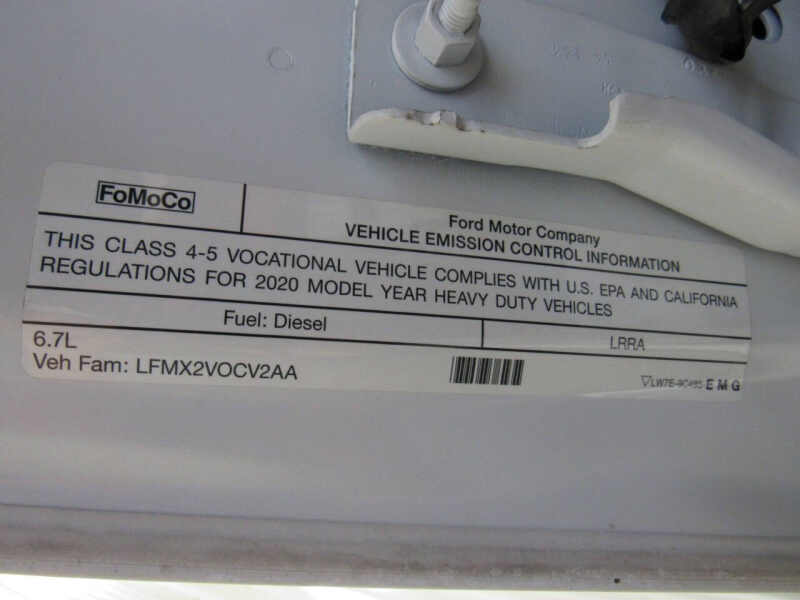 FoMoCo
Ford Motor Company
VEHICLE EMISSION CONTROL INFORMATION
THIS CLASS 4-5 VOCATIONAL VEHICLE COMPLIES WITH U.S. EPA AND CALIFORNIA
REGULATIONS FOR 2020 MODEL YEAR HEAVY DUTY VEHICLES
Fuel: Diesel
LRRA
6.7L
Veh Fam: LFMX2VOCV2AA
EMG